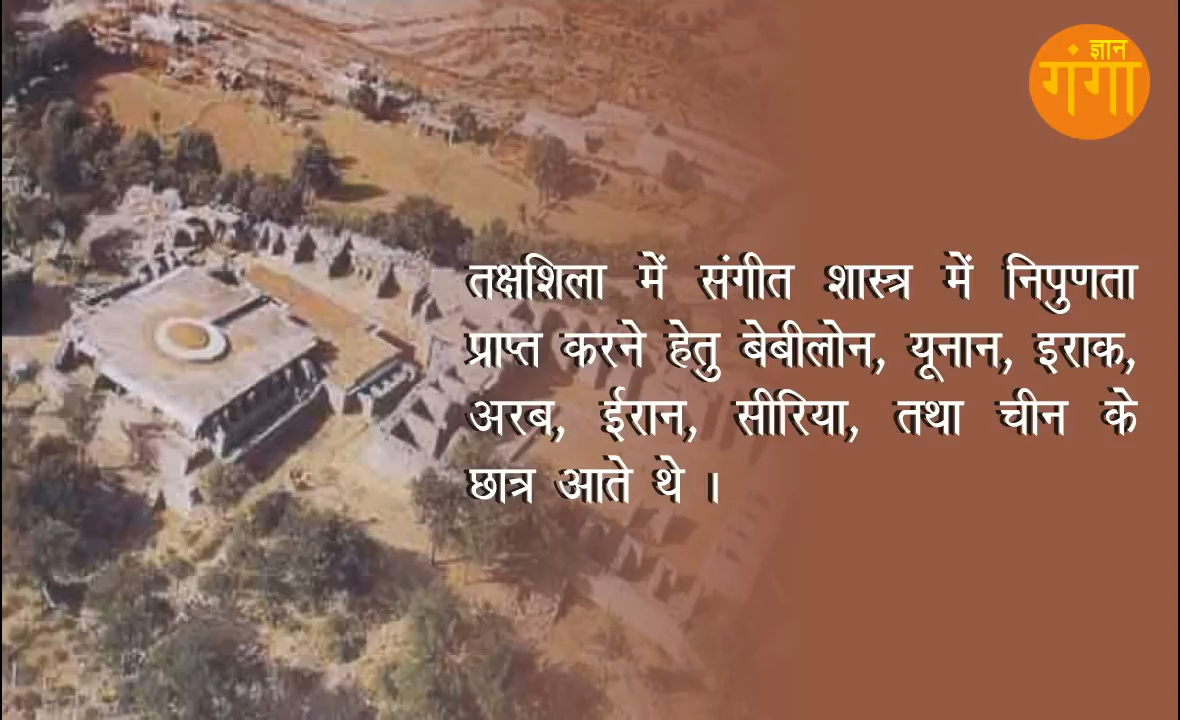 ज्ञान
गंगा
तक्षशिला में संगीत शास्त्र में निपुणता
प्राप्त करने हेतु बेबीलोन, यूनान, इराक,
अरब, ईरान, सीरिया, तथा चीन के
छात्र आते थे ।